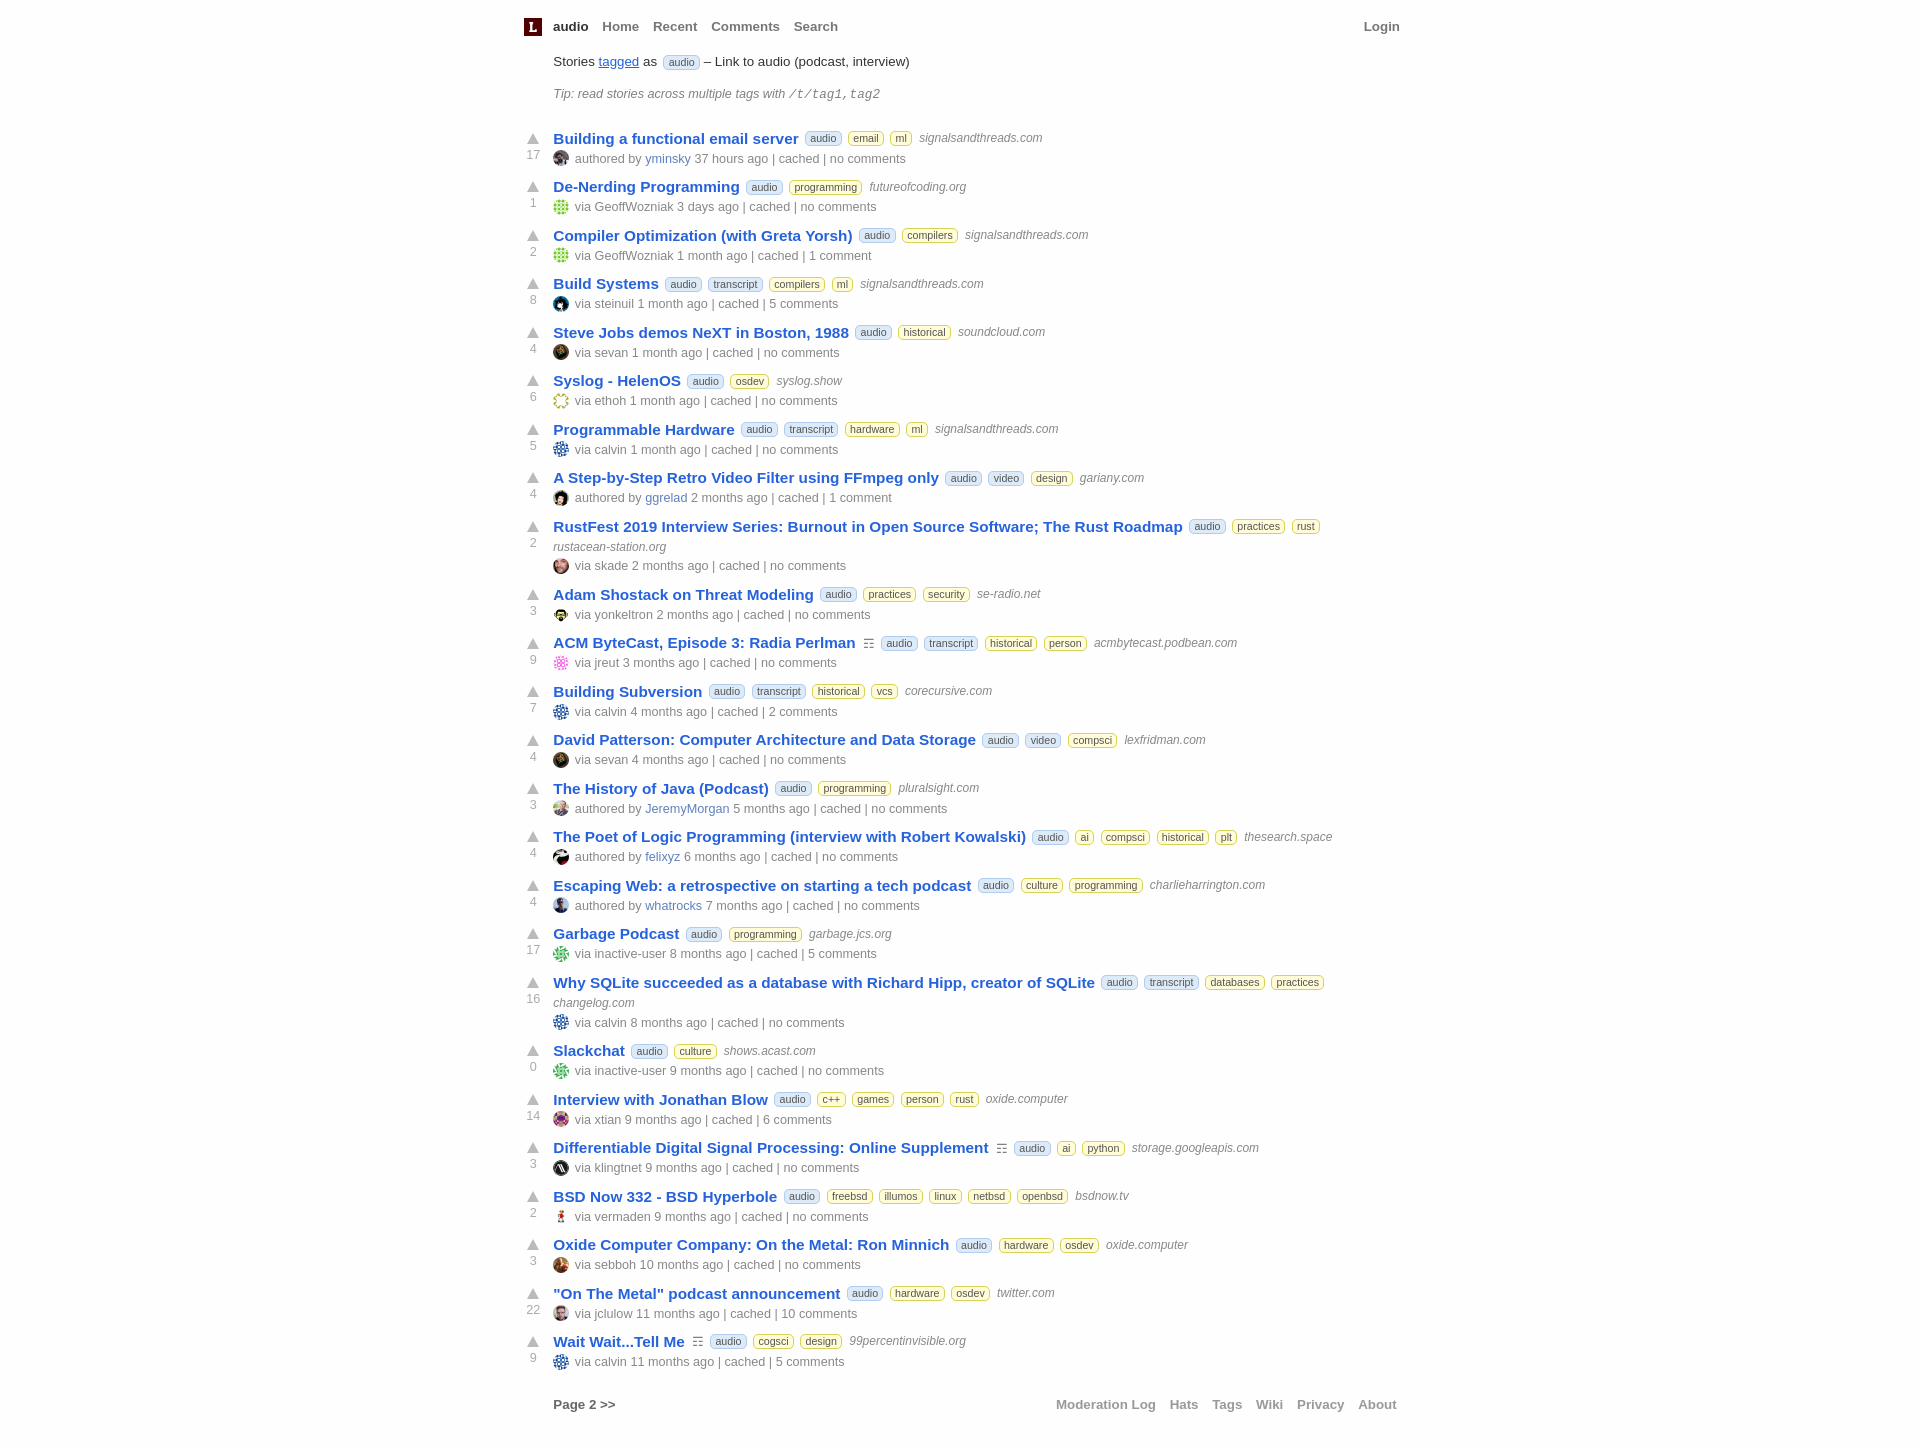 L audio Home Recent Comments Search Login
Stories tagged as audio – Link to audio (podcast, interview)
Tip: read stories across multiple tags with /t/tag1,tag2
Building a functional email server audio email ml signalsandthreads.com
17 authored by yminsky 37 hours ago | cached | no comments
De-Nerding Programming audio programming futureofcoding.org
1 via GeoffWozniak 3 days ago | cached | no comments
Compiler Optimization (with Greta Yorsh) audio compilers signalsandthreads.com
2 via GeoffWozniak 1 month ago | cached | 1 comment
Build Systems audio transcript compilers ml signalsandthreads.com
8 via steinuil 1 month ago | cached | 5 comments
Steve Jobs demos NeXT in Boston, 1988 audio historical soundcloud.com
4 via sevan 1 month ago | cached | no comments
Syslog - HelenOS audio osdev syslog.show
6 via ethoh 1 month ago | cached | no comments
Programmable Hardware audio transcript hardware ml signalsandthreads.com
5 via calvin 1 month ago | cached | no comments
A Step-by-Step Retro Video Filter using FFmpeg only audio video design gariany.com
4 authored by ggrelad 2 months ago | cached | 1 comment
RustFest 2019 Interview Series: Burnout in Open Source Software; The Rust Roadmap audio practices rust
2 rustacean-station.org
via skade 2 months ago | cached | no comments
Adam Shostack on Threat Modeling audio practices security se-radio.net
3 via yonkeltron 2 months ago | cached | no comments
ACM ByteCast, Episode 3: Radia Perlman ☶ audio transcript historical person acmbytecast.podbean.com
9 via jreut 3 months ago | cached | no comments
Building Subversion audio transcript historical vcs corecursive.com
7 via calvin 4 months ago | cached | 2 comments
David Patterson: Computer Architecture and Data Storage audio video compsci lexfridman.com
4 via sevan 4 months ago | cached | no comments
The History of Java (Podcast) audio programming pluralsight.com
3 authored by JeremyMorgan 5 months ago | cached | no comments
The Poet of Logic Programming (interview with Robert Kowalski) audio ai compsci historical plt thesearch.space
4 authored by felixyz 6 months ago | cached | no comments
Escaping Web: a retrospective on starting a tech podcast audio culture programming charlieharrington.com
4 authored by whatrocks 7 months ago | cached | no comments
Garbage Podcast audio programming garbage.jcs.org
17 via inactive-user 8 months ago | cached | 5 comments
Why SQLite succeeded as a database with Richard Hipp, creator of SQLite audio transcript databases practices
16 changelog.com
via calvin 8 months ago | cached | no comments
Slackchat audio culture shows.acast.com
0 via inactive-user 9 months ago | cached | no comments
Interview with Jonathan Blow audio c++ games person rust oxide.computer
14 via xtian 9 months ago | cached | 6 comments
Differentiable Digital Signal Processing: Online Supplement ☶ audio ai python storage.googleapis.com
3 via klingtnet 9 months ago | cached | no comments
BSD Now 332 - BSD Hyperbole audio freebsd illumos linux netbsd openbsd bsdnow.tv
2 via vermaden 9 months ago | cached | no comments
Oxide Computer Company: On the Metal: Ron Minnich audio hardware osdev oxide.computer
3 via sebboh 10 months ago | cached | no comments
"On The Metal" podcast announcement audio hardware osdev twitter.com
22 via jclulow 11 months ago | cached | 10 comments
Wait Wait...Tell Me ☶ audio cogsci design 99percentinvisible.org
9 via calvin 11 months ago | cached | 5 comments
Page 2 >> Moderation Log Hats Tags Wiki Privacy About